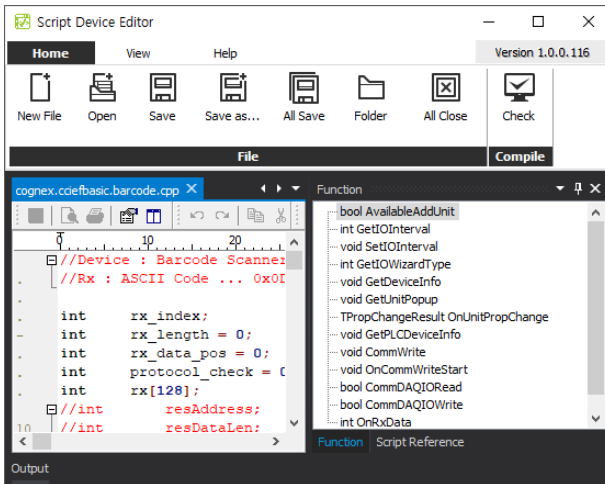 Script Device Editor
Home View Help Version 1.0.0.116
New File Open Save Save as... All Save Folder All Close Check
File Compile
cognex.cciefbasic.barcode.cpp
Function
0 10 20
//Device : Barcode Scanner
//Rx : ASCII Code ... 0x0D
int rx_index;
int rx_length = 0;
int rx_data_pos = 0;
int protocol_check = 0
int rx[128];
//int resAddress;
10 //int resDataLen;
bool AvailableAddUnit
int GetIOInterval
void SetIOInterval
int GetIOWizardType
void GetDeviceInfo
void GetUnitPopup
TPropChangeResult OnUnitPropChange
void GetPLCDeviceInfo
void CommWrite
void OnCommWriteStart
bool CommDAQIORead
bool CommDAQIOWrite
int OnRxData
Function Script Reference
Output